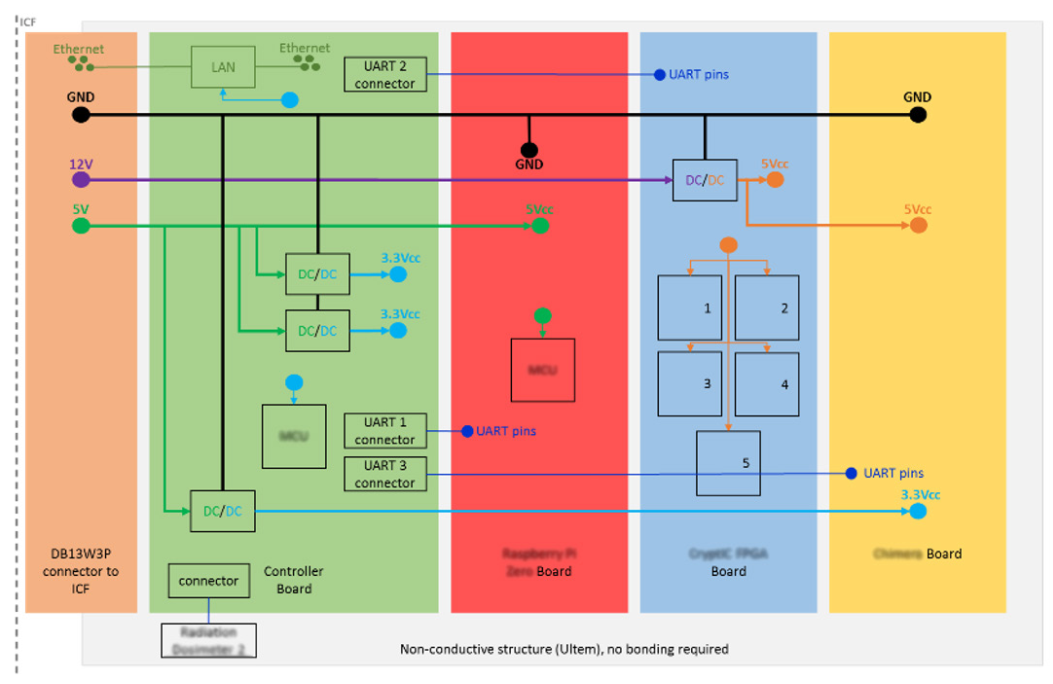 ICF
Ethernet
Ethernet
LAN
UART 2
connector
UART pins
GND
GND
GND
12V
DC/DC
5Vcc
5V
5Vcc
5Vcc
DC/DC
3.3Vcc
DC/DC
3.3Vcc
1
2
3
4
5
UART 1
connector
UART pins
UART 3
connector
UART pins
DC/DC
3.3Vcc
DB13W3P
connector to
ICF
connector
Controller
Board
Board
Board
Board
Non-conductive structure (Ultem), no bonding required